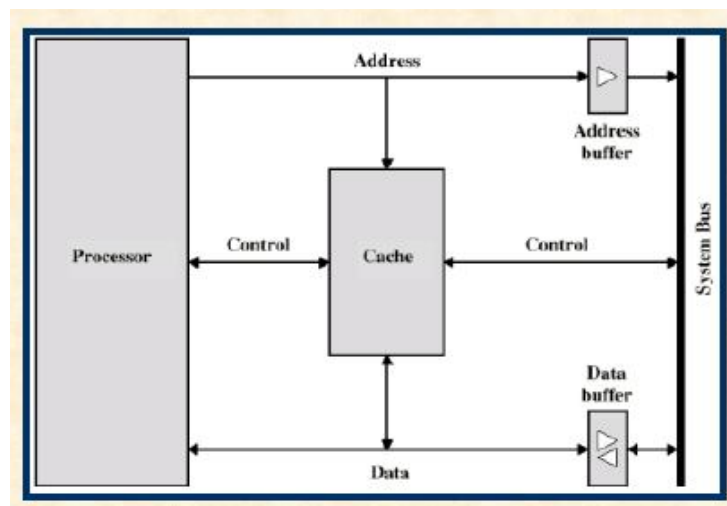 Address
Address
buffer
Processor
Control
Cache
Control
System Bus
Data
buffer
Data